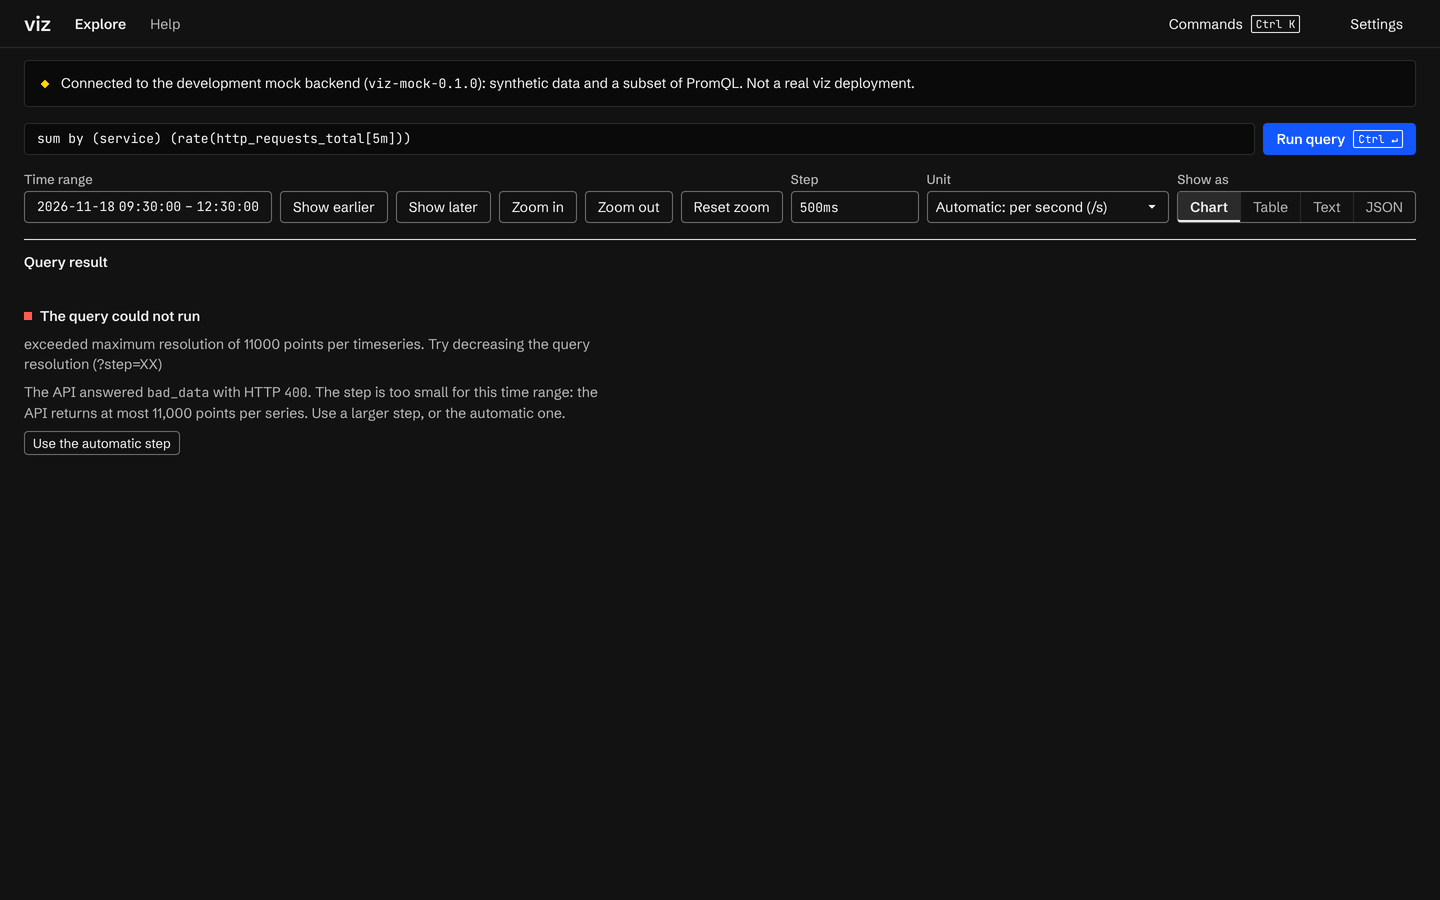 viz Explore Help Commands Ctrl K Settings
Connected to the development mock backend (viz-mock-0.1.0): synthetic data and a subset of PromQL. Not a real viz deployment.
sum by (service) (rate(http_requests_total[5m])) Run query Ctrl ↵
Time range Step Unit Show as
2026-11-18 09:30:00 – 12:30:00 Show earlier Show later Zoom in Zoom out Reset zoom 500ms Automatic: per second (/s) Chart Table Text JSON
Query result
The query could not run
exceeded maximum resolution of 11000 points per timeseries. Try decreasing the query
resolution (?step=XX)
The API answered bad_data with HTTP 400. The step is too small for this time range: the
API returns at most 11,000 points per series. Use a larger step, or the automatic one.
Use the automatic step